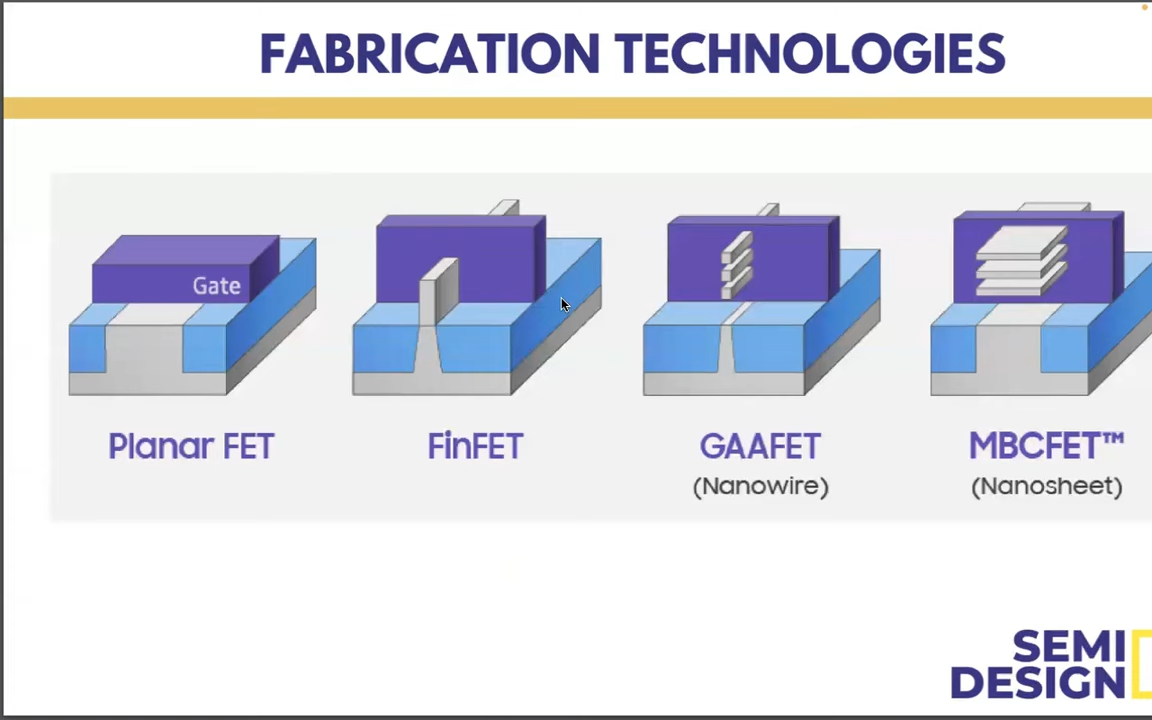 FABRICATION TECHNOLOGIES
Gate
Planar FET
FinFET
GAAFET
(Nanowire)
MBCFET™
(Nanosheet)
SEMI
DESIGN